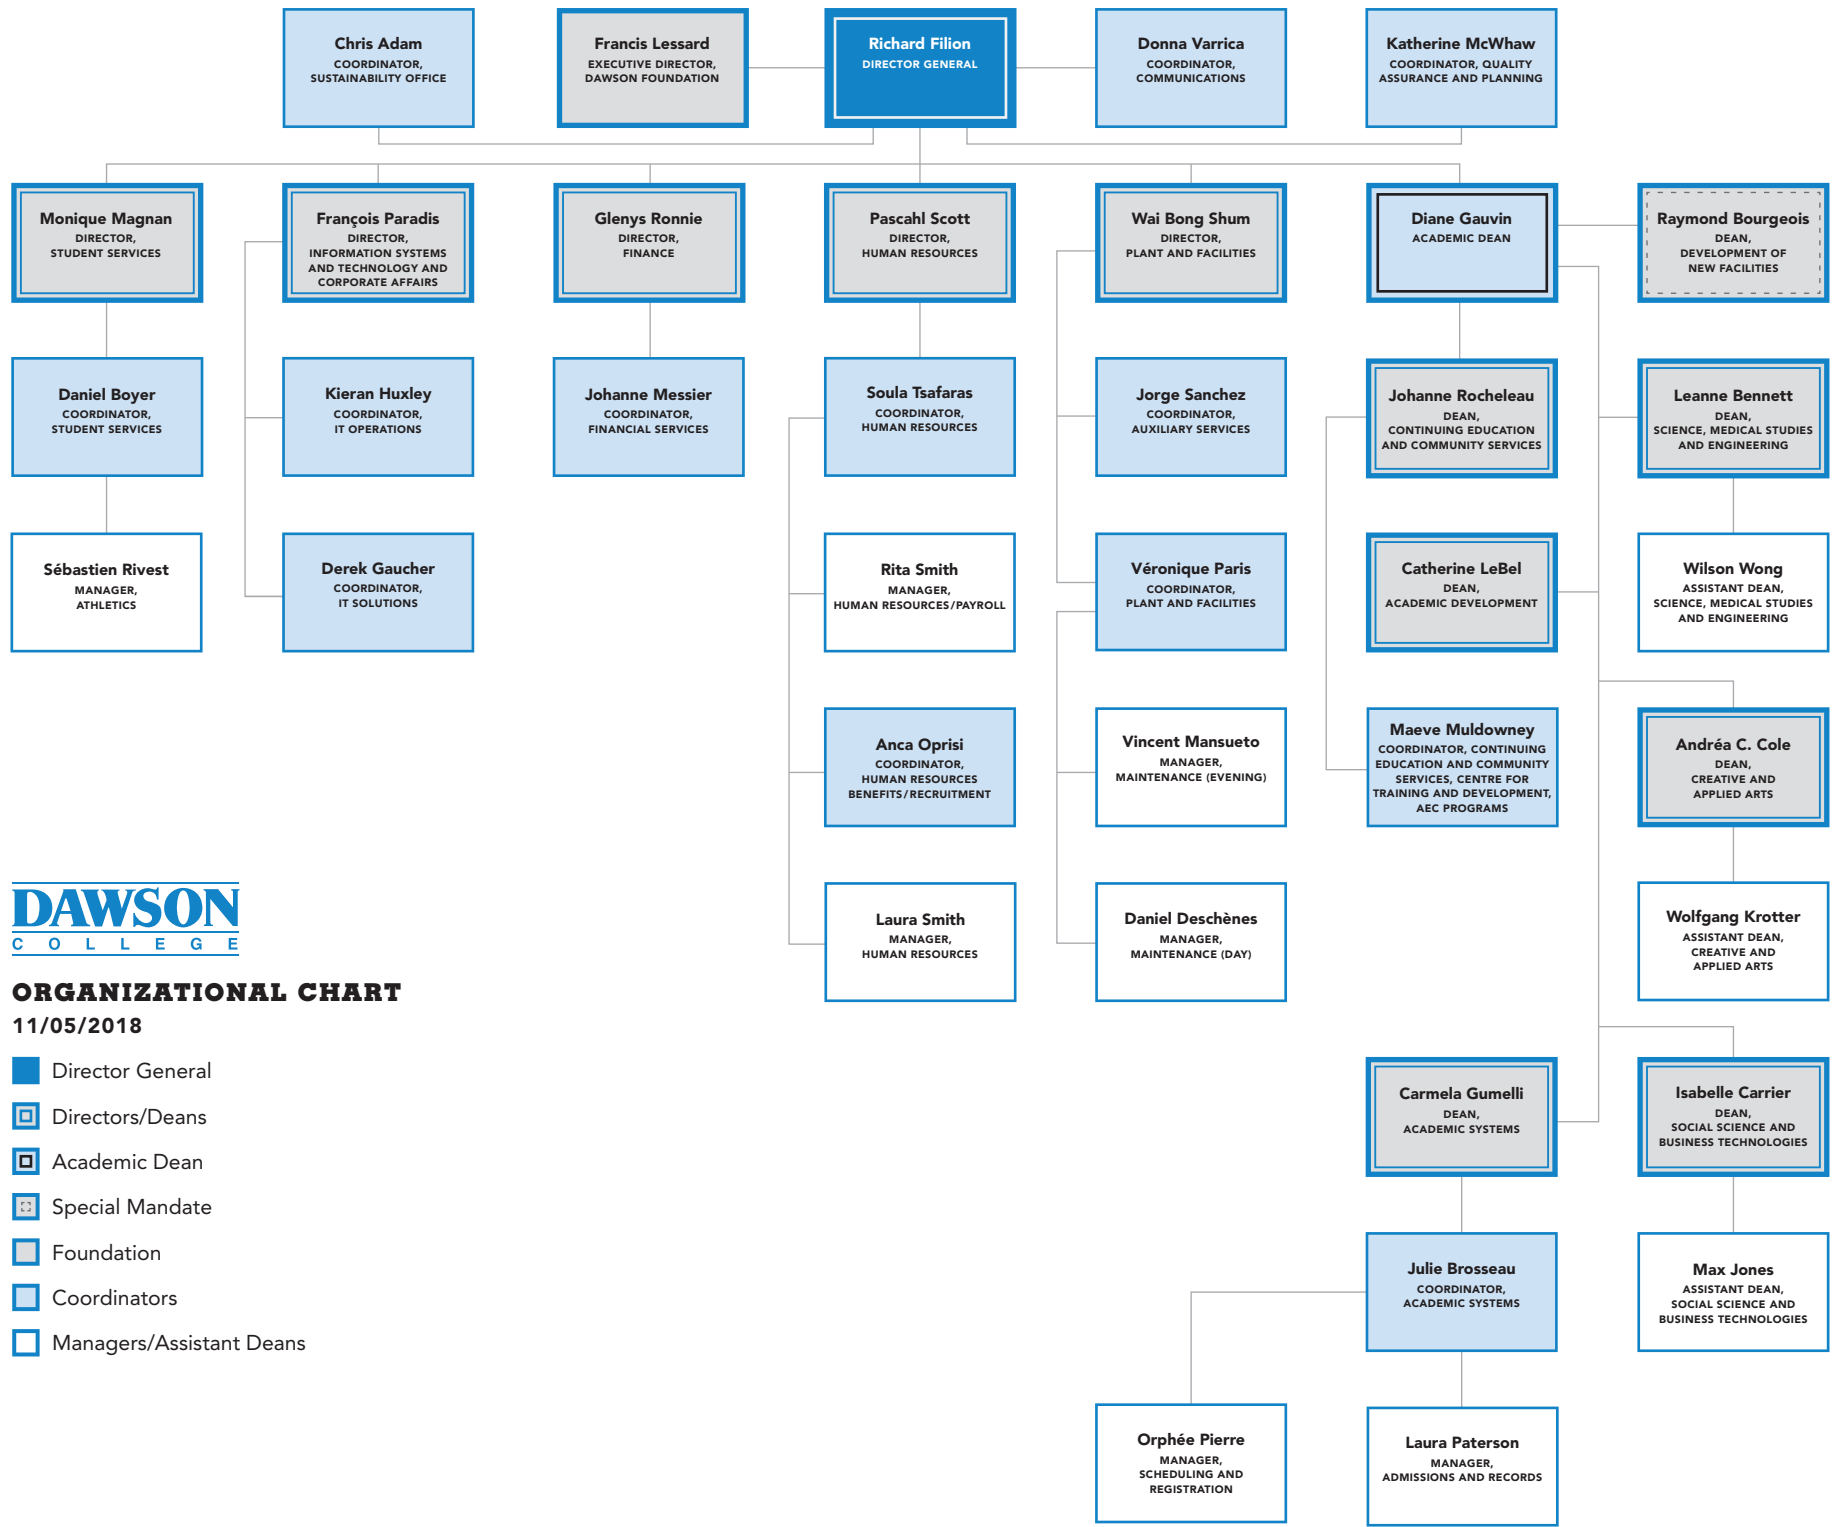 Chris Adam
COORDINATOR,
SUSTAINABILITY OFFICE
Francis Lessard
EXECUTIVE DIRECTOR,
DAWSON FOUNDATION
Richard Filion
DIRECTOR GENERAL
Donna Varrica
COORDINATOR,
COMMUNICATIONS
Katherine McWhaw
COORDINATOR, QUALITY
ASSURANCE AND PLANNING
Monique Magnan
DIRECTOR,
STUDENT SERVICES
François Paradis
DIRECTOR,
INFORMATION SYSTEMS
AND TECHNOLOGY AND
CORPORATE AFFAIRS
Glenys Ronnie
DIRECTOR,
FINANCE
Pascahl Scott
DIRECTOR,
HUMAN RESOURCES
Wai Bong Shum
DIRECTOR,
PLANT AND FACILITIES
Diane Gauvin
ACADEMIC DEAN
Raymond Bourgeois
DEAN,
DEVELOPMENT OF
NEW FACILITIES
Daniel Boyer
COORDINATOR,
STUDENT SERVICES
Kieran Huxley
COORDINATOR,
IT OPERATIONS
Johanne Messier
COORDINATOR,
FINANCIAL SERVICES
Soula Tsafaras
COORDINATOR,
HUMAN RESOURCES
Jorge Sanchez
COORDINATOR,
AUXILIARY SERVICES
Johanne Rocheleau
DEAN,
CONTINUING EDUCATION
AND COMMUNITY SERVICES
Leanne Bennett
DEAN,
SCIENCE, MEDICAL STUDIES
AND ENGINEERING
Sébastien Rivest
MANAGER,
ATHLETICS
Derek Gaucher
COORDINATOR,
IT SOLUTIONS
Rita Smith
MANAGER,
HUMAN RESOURCES/PAYROLL
Véronique Paris
COORDINATOR,
PLANT AND FACILITIES
Catherine LeBel
DEAN,
ACADEMIC DEVELOPMENT
Wilson Wong
ASSISTANT DEAN,
SCIENCE, MEDICAL STUDIES
AND ENGINEERING
Anca Oprisi
COORDINATOR,
HUMAN RESOURCES
BENEFITS/RECRUITMENT
Vincent Mansueto
MANAGER,
MAINTENANCE (EVENING)
Maeve Muldowney
COORDINATOR, CONTINUING
EDUCATION AND COMMUNITY
SERVICES, CENTRE FOR
TRAINING AND DEVELOPMENT,
AEC PROGRAMS
Andréa C. Cole
DEAN,
CREATIVE AND
APPLIED ARTS
Laura Smith
MANAGER,
HUMAN RESOURCES
Daniel Deschènes
MANAGER,
MAINTENANCE (DAY)
Wolfgang Krotter
ASSISTANT DEAN,
CREATIVE AND
APPLIED ARTS
DAWSON
COLLEGE
ORGANIZATIONAL CHART
11/05/2018
Director General
Directors/Deans
Academic Dean
Special Mandate
Foundation
Coordinators
Managers/Assistant Deans
Carmela Gumelli
DEAN,
ACADEMIC SYSTEMS
Isabelle Carrier
DEAN,
SOCIAL SCIENCE AND
BUSINESS TECHNOLOGIES
Julie Brosseau
COORDINATOR,
ACADEMIC SYSTEMS
Max Jones
ASSISTANT DEAN,
SOCIAL SCIENCE AND
BUSINESS TECHNOLOGIES
Orphée Pierre
MANAGER,
SCHEDULING AND
REGISTRATION
Laura Paterson
MANAGER,
ADMISSIONS AND RECORDS